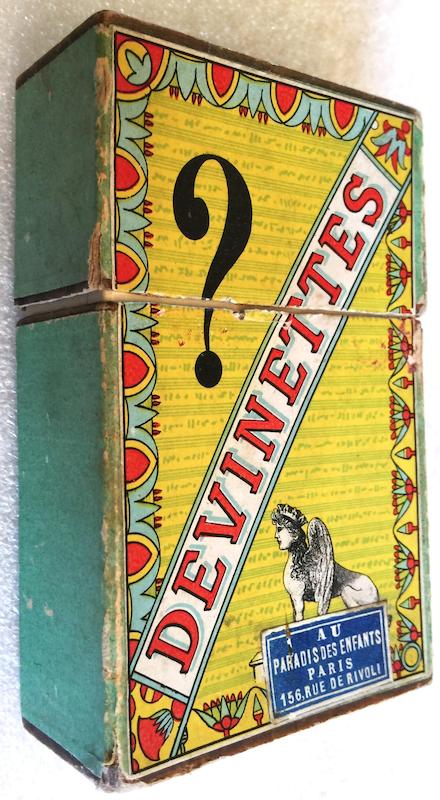 ?
DEVINETTES
AU
PARADIS DES ENFANTS
PARIS
156, RUE DE RIVOLI